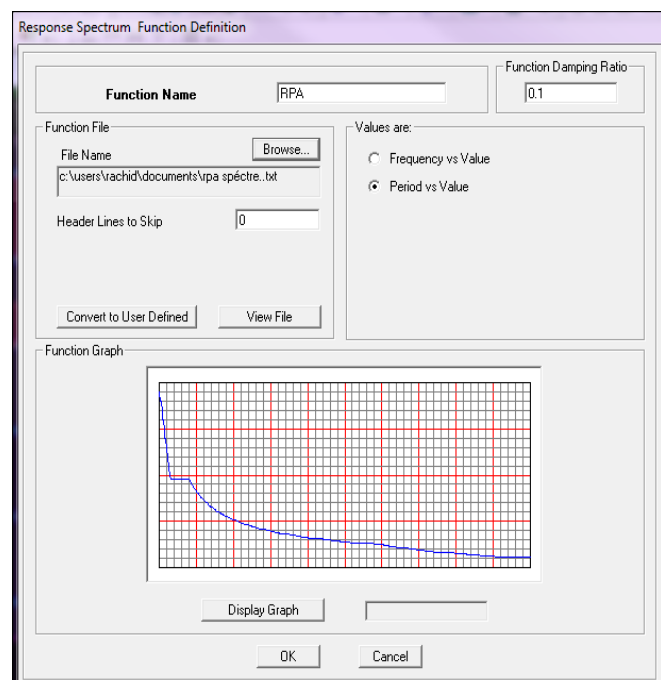 Response Spectrum Function Definition
Function Damping Ratio
Function Name
RPA
0.1
Function File
Values are:
File Name
Browse...
c:\users\rachid\documents\rpa spéctre..txt
Header Lines to Skip
0
Frequency vs Value
Period vs Value
Convert to User Defined
View File
Function Graph
Display Graph
OK
Cancel